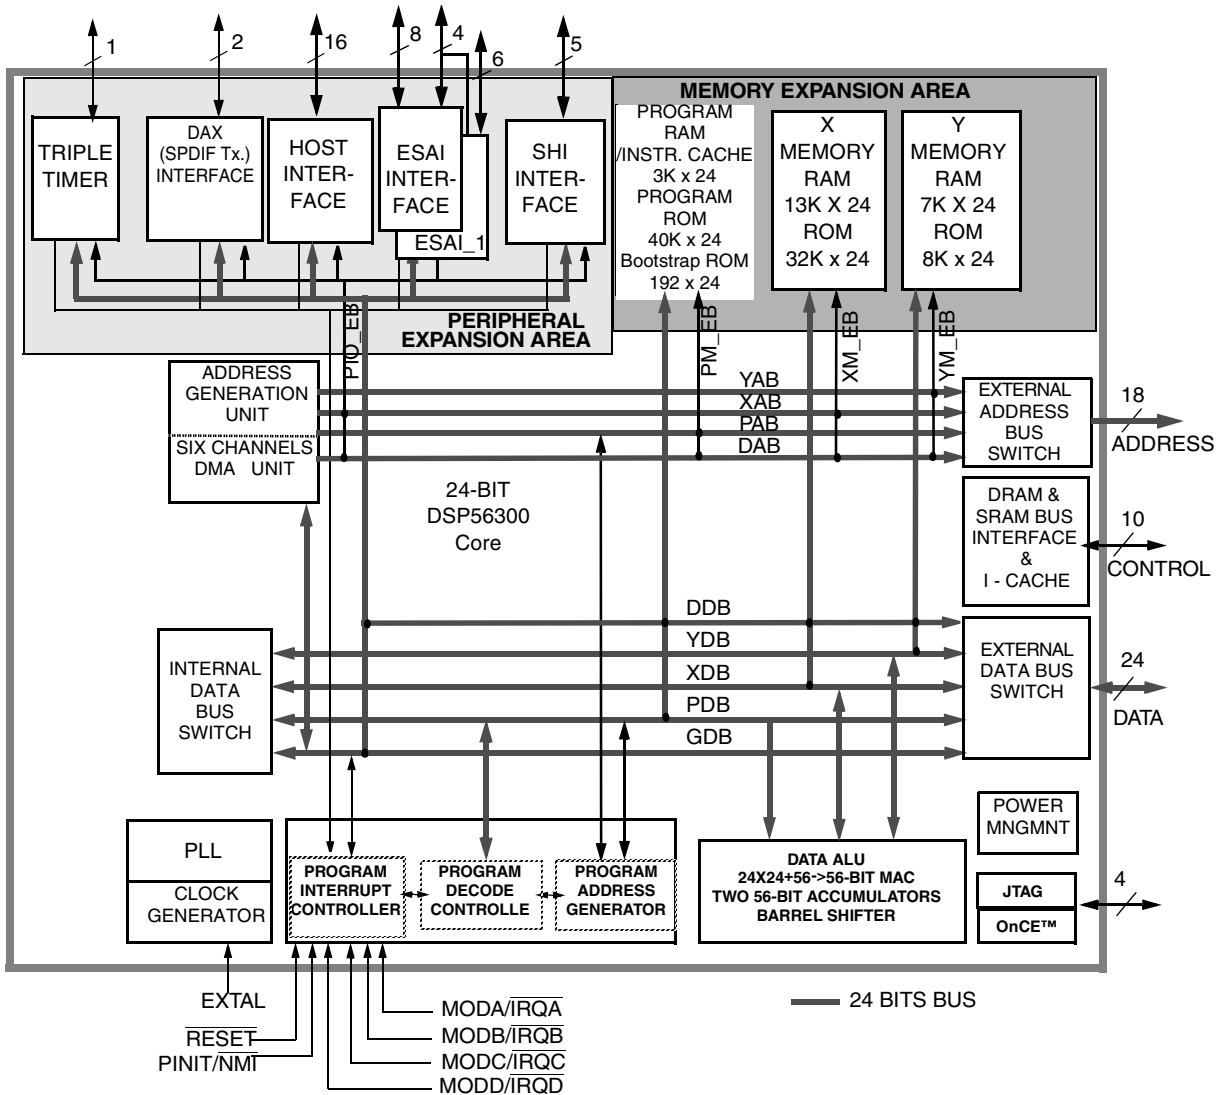 1
2
16
8
4
6
5
MEMORY EXPANSION AREA
TRIPLE
TIMER
DAX
(SPDIF Tx.)
INTERFACE
HOST
INTER-
FACE
ESAI
INTER-
FACE
ESAI_1
SHI
INTER-
FACE
PROGRAM
RAM
/INSTR. CACHE
3K x 24
PROGRAM
ROM
40K x 24
Bootstrap ROM
192 x 24
X
MEMORY
RAM
13K X 24
ROM
32K x 24
Y
MEMORY
RAM
7K X 24
ROM
8K x 24
PERIPHERAL
EXPANSION AREA
PIO_EB
PM_EB
XM_EB
YM_EB
ADDRESS
GENERATION
UNIT
SIX CHANNELS
DMA UNIT
YAB
XAB
PAB
DAB
EXTERNAL
ADDRESS
BUS
SWITCH
18
ADDRESS
24-BIT
DSP56300
Core
DRAM &
SRAM BUS
INTERFACE
&
I - CACHE
10
CONTROL
DDB
YDB
XDB
PDB
GDB
INTERNAL
DATA
BUS
SWITCH
EXTERNAL
DATA BUS
SWITCH
24
DATA
POWER
MNGMNT
PLL
CLOCK
GENERATOR
PROGRAM
INTERRUPT
CONTROLLER
PROGRAM
DECODE
CONTROLLE
PROGRAM
ADDRESS
GENERATOR
DATA ALU
24X24+56->56-BIT MAC
TWO 56-BIT ACCUMULATORS
BARREL SHIFTER
JTAG
OnCE™
4
EXTAL
RESET
PINIT/NMI
MODA/IRQA
MODB/IRQB
MODC/IRQC
MODD/IRQD
24 BITS BUS